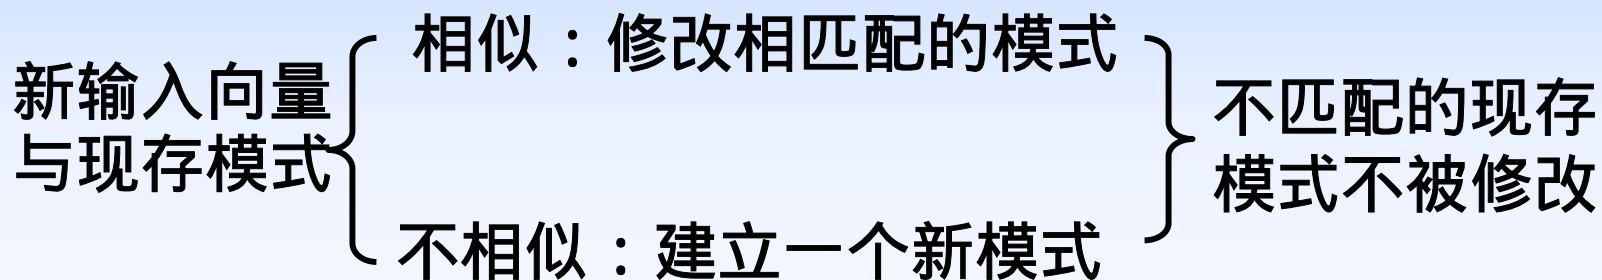 新输入向量
与现存模式
相似：修改相匹配的模式
不相似：建立一个新模式
不匹配的现存
模式不被修改